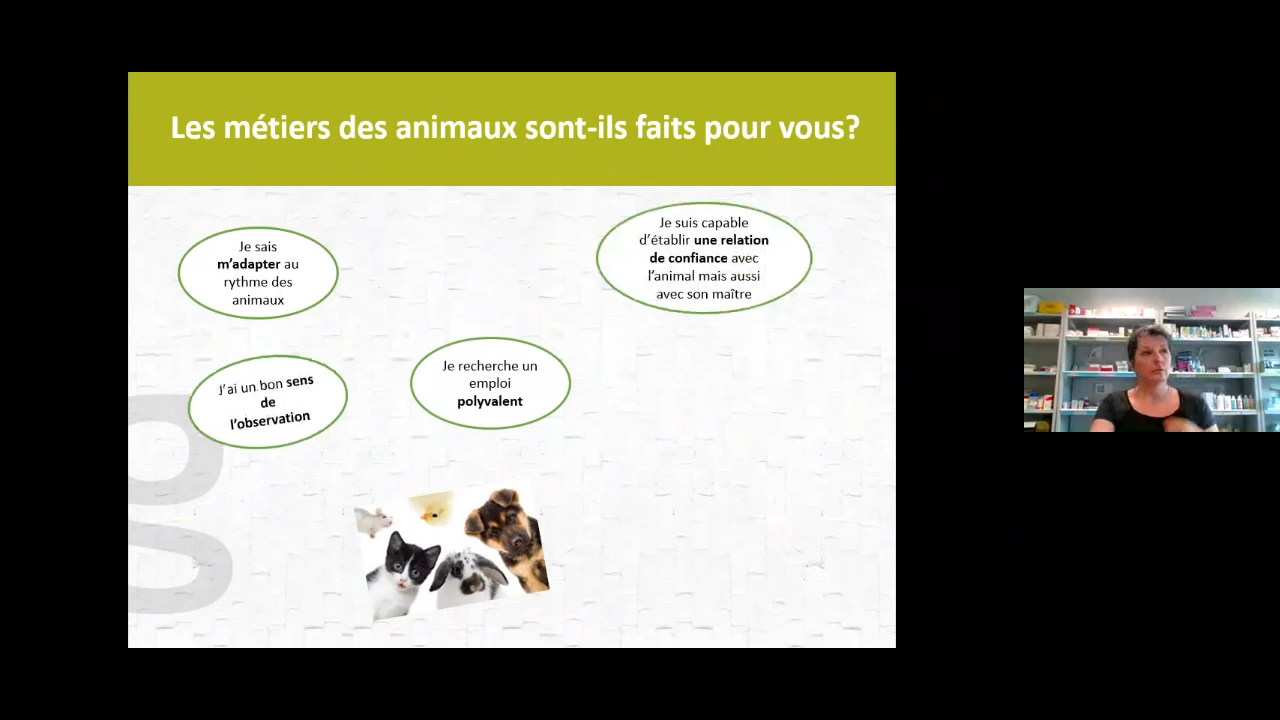 Les métiers des animaux sont-ils faits pour vous?
Je sais
m'adapter au
rythme des
animaux
Je suis capable
d'établir une relation
de confiance avec
l'animal mais aussi
avec son maître
J'ai un bon sens
de
l'observation
Je recherche un
emploi
polyvalent